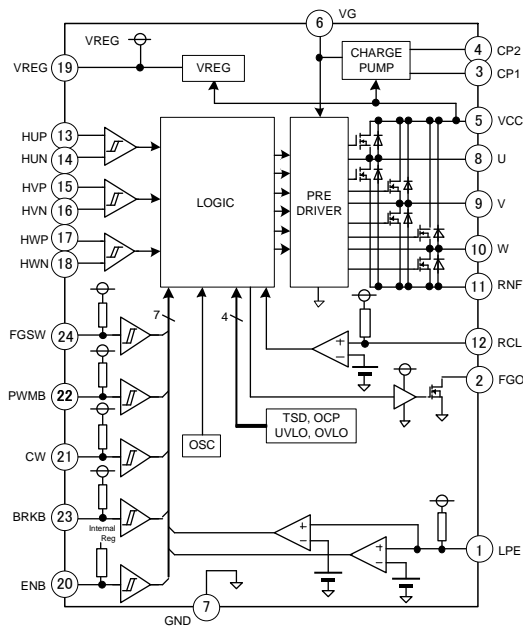 VG
6
VREG
VREG
19
VREG
CHARGE
PUMP
4
CP2
3
CP1
5
VCC
HUP
13
HUN
14
HVP
15
HVN
16
HWP
17
HWN
18
LOGIC
PRE
DRIVER
8
U
9
V
10
W
11
RNF
12
RCL
2
FGO
7
4
FGSW
24
PWMB
22
CW
21
BRKB
23
Internal
Reg
ENB
20
OSC
TSD, OCP
UVLO, OVLO
+
−
+
−
+
−
1
LPE
7
GND